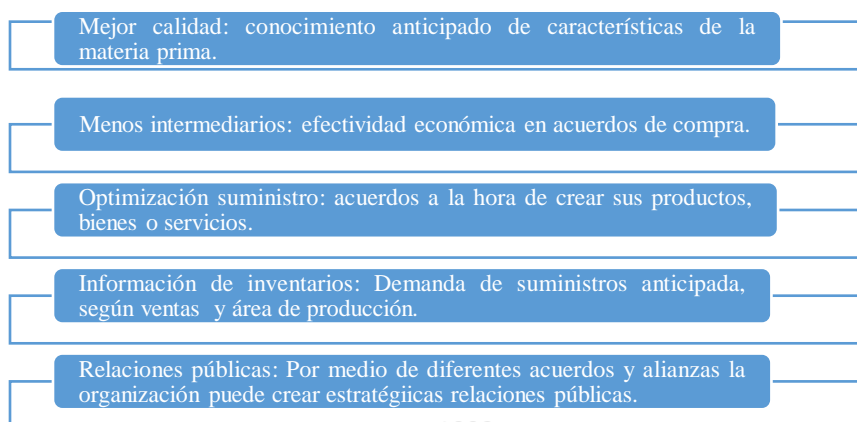 Mejor calidad: conocimiento anticipado de características de la
materia prima.
Menos intermediarios: efectividad económica en acuerdos de compra.
Optimización suministro: acuerdos a la hora de crear sus productos,
bienes o servicios.
Información de inventarios: Demanda de suministros anticipada,
según ventas y área de producción.
Relaciones públicas: Por medio de diferentes acuerdos y alianzas la
organización puede crear estratégiicas relaciones públicas.